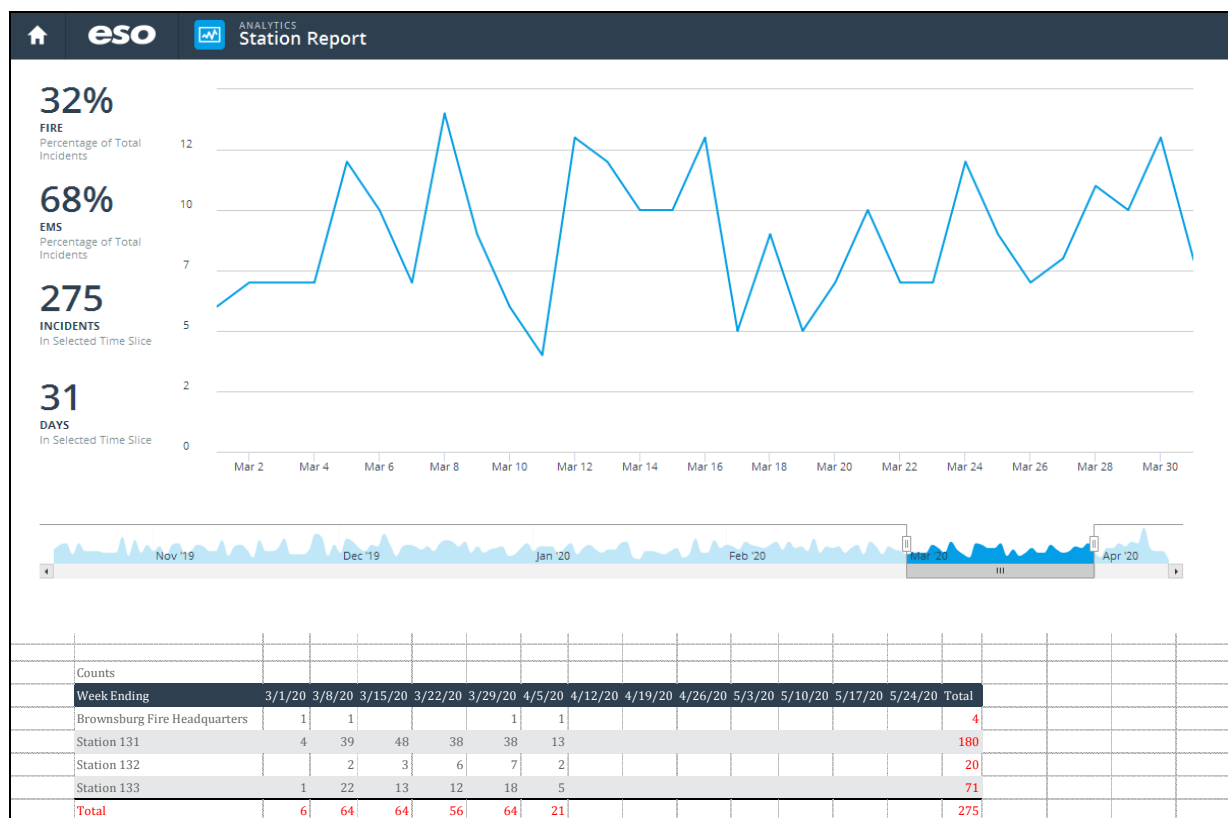 eso
ANALYTICS
Station Report
32%
FIRE
Percentage of Total
Incidents
68%
EMS
Percentage of Total
Incidents
275
INCIDENTS
In Selected Time Slice
31
DAYS
In Selected Time Slice
12
10
7
5
2
0
Mar 2 Mar 4 Mar 6 Mar 8 Mar 10 Mar 12 Mar 14 Mar 16 Mar 18 Mar 20 Mar 22 Mar 24 Mar 26 Mar 28 Mar 30
Nov '19 Dec '19 Jan '20 Feb '20 Mar '20 Apr '20
Counts
Week Ending 3/1/20 3/8/20 3/15/20 3/22/20 3/29/20 4/5/20 4/12/20 4/19/20 4/26/20 5/3/20 5/10/20 5/17/20 5/24/20 Total
Brownsburg Fire Headquarters 1 1 1 1 4
Station 131 4 39 48 38 38 13 180
Station 132 2 3 6 7 2 20
Station 133 1 22 13 12 18 5 71
Total 6 64 64 56 64 21 275